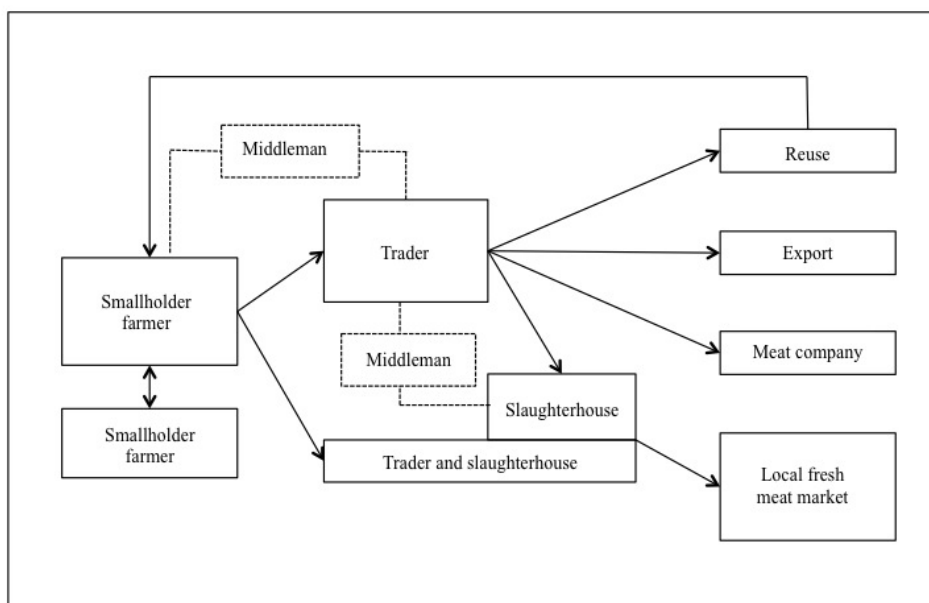 Middleman
Reuse
Trader
Export
Smallholder
farmer
Middleman
Meat company
Slaughterhouse
Smallholder
farmer
Trader and slaughterhouse
Local fresh
meat market